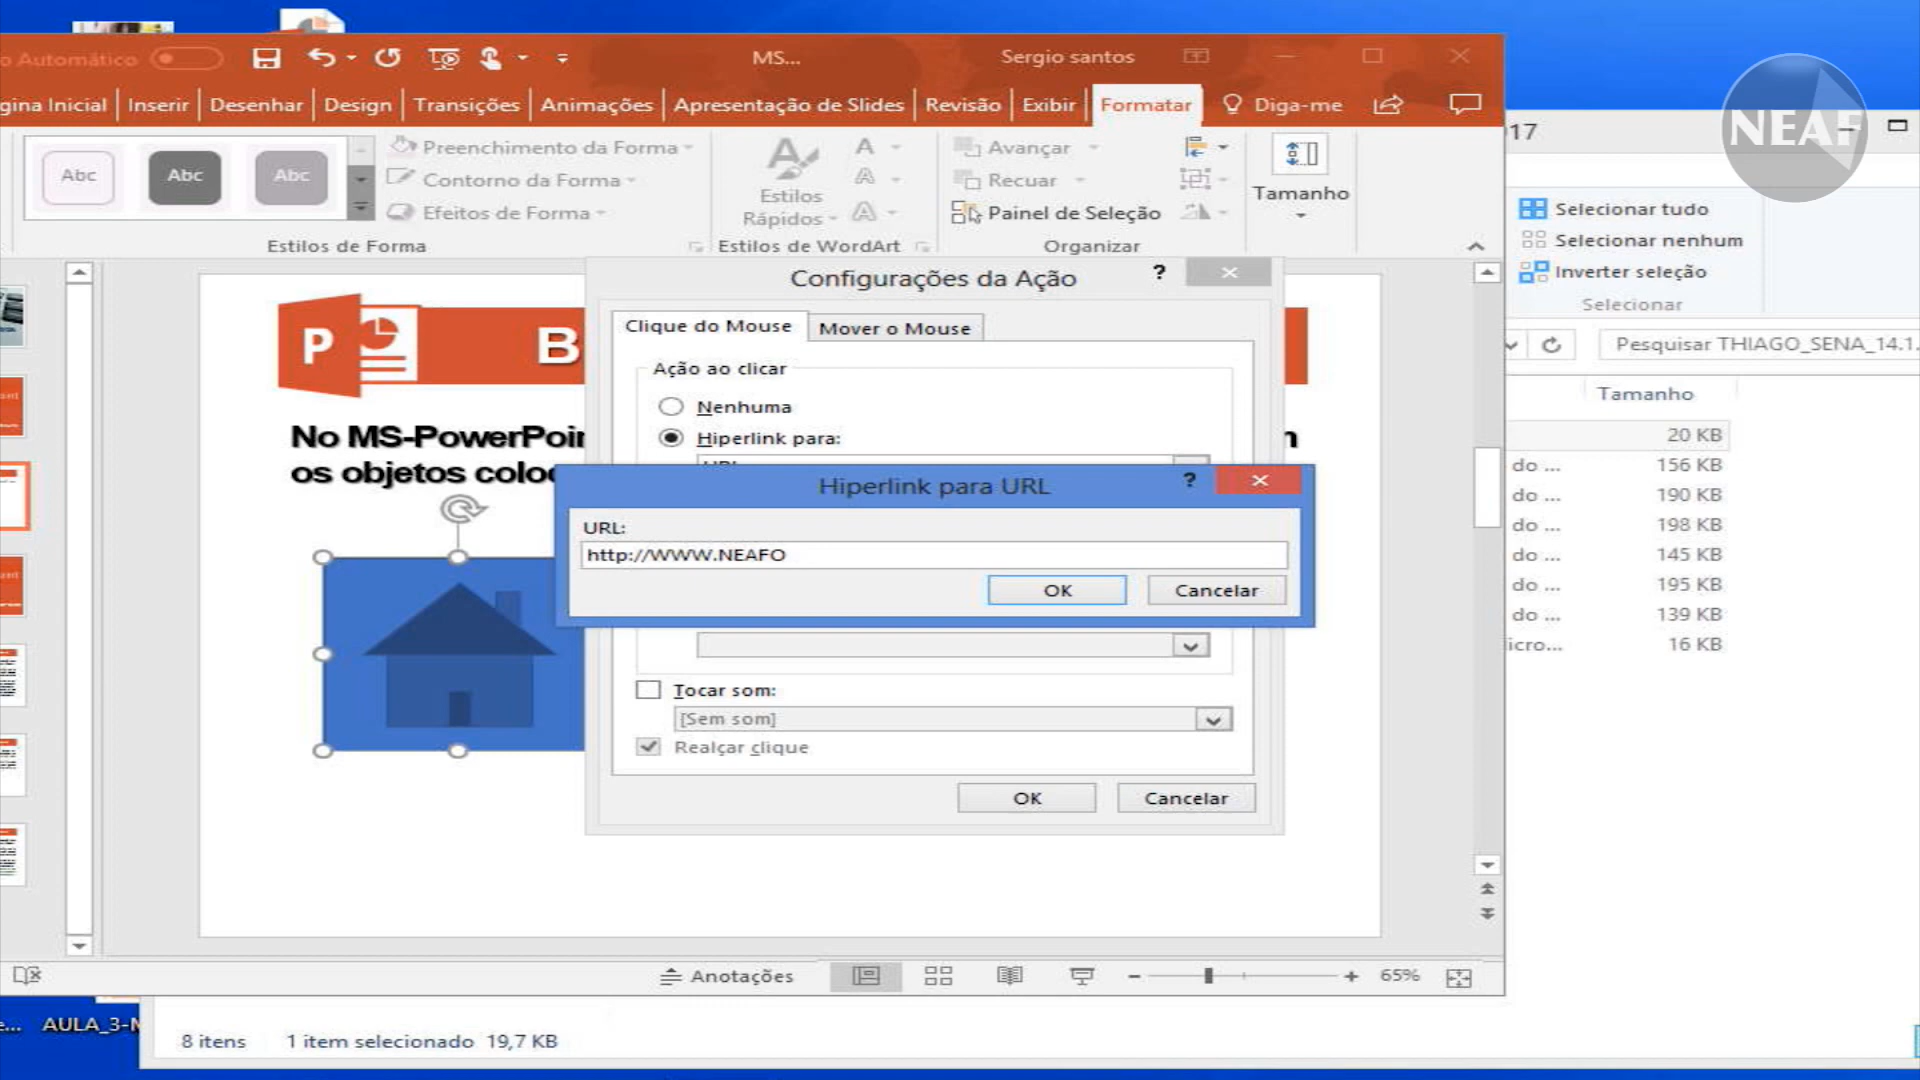 o Automático
MS...
Sergio santos
gina Inicial
Inserir
Desenhar
Design
Transições
Animações
Apresentação de Slides
Revisão
Exibir
Formatar
Diga-me
Abc
Abc
Abc
Preenchimento da Forma
Contorno da Forma
Efeitos de Forma
Estilos de Forma
Estilos
Rápidos
Estilos de WordArt
Avançar
Recuar
Painel de Seleção
Organizar
Tamanho
17
NEAF
Selecionar tudo
Selecionar nenhum
Inverter seleção
Selecionar
Pesquisar THIAGO_SENA_14.1.
Tamanho
20 KB
do ... 156 KB
do ... 190 KB
do ... 198 KB
do ... 145 KB
do ... 195 KB
do ... 139 KB
icro... 16 KB
P
B
No MS-PowerPoin
n
os objetos coloc
Configurações da Ação
?
Clique do Mouse
Mover o Mouse
Ação ao clicar
Nenhuma
Hiperlink para:
Hiperlink para URL
?
URL:
http://WWW.NEAFO
OK
Cancelar
Tocar som:
[Sem som]
Realçar clique
OK
Cancelar
Anotações
65%
e...
AULA_3-M
8 itens
1 item selecionado 19,7 KB